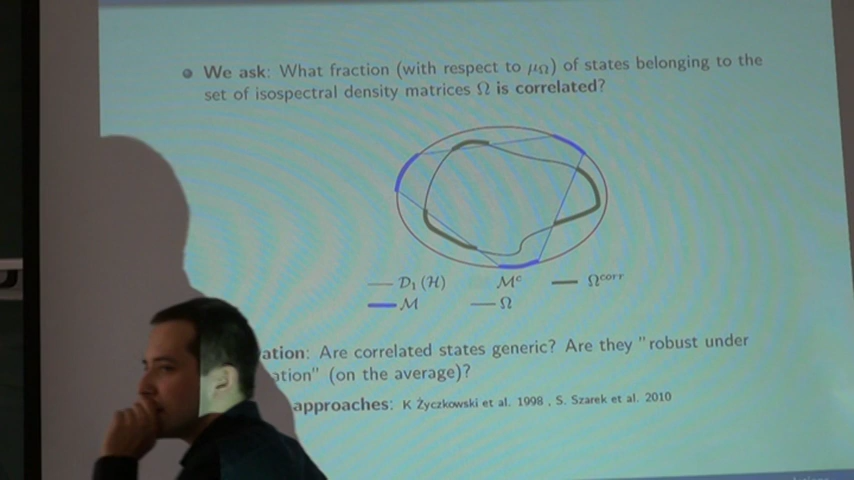 We ask: What fraction (with respect to μΩ) of states belonging to the
set of isospectral density matrices Ω is correlated?
D₁(H) Mᶜ Ωᶜᵒʳʳ
M Ω
ation: Are correlated states generic? Are they "robust under
ation" (on the average)?
approaches: K Życzkowski et al. 1998 , S. Szarek et al. 2010